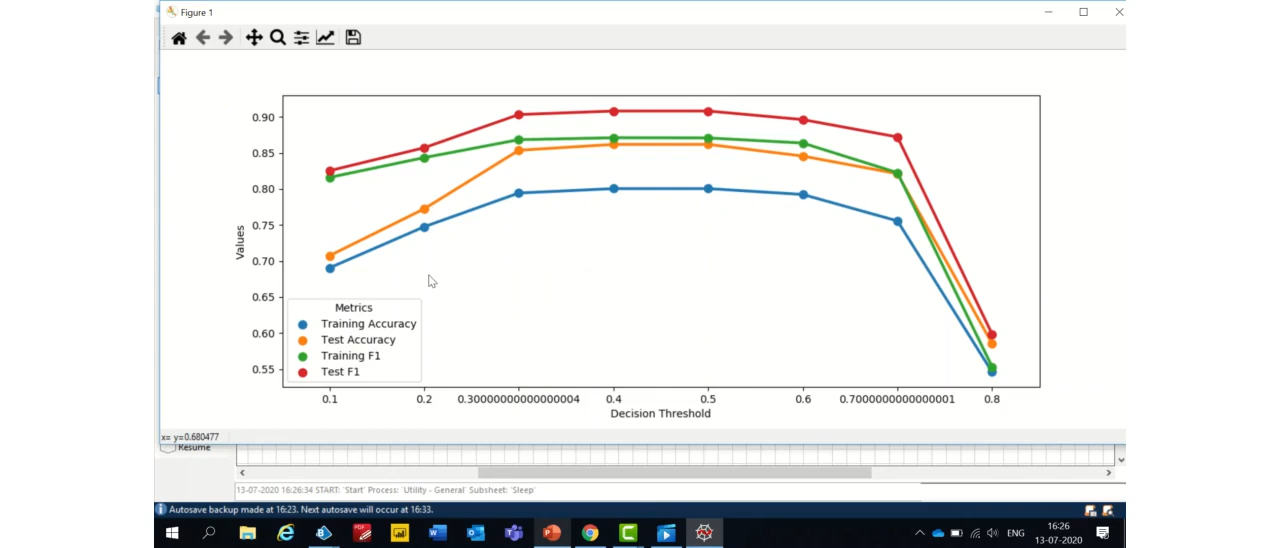 Figure 1
0.90
0.85
0.80
0.75
0.70
0.65
0.60
0.55
Values
Metrics
Training Accuracy
Test Accuracy
Training F1
Test F1
0.1 0.2 0.30000000000000004 0.4 0.5 0.6 0.7000000000000001 0.8
Decision Threshold
x= y=0.680477
Resume
13-07-2020 16:26:34 START: `Start` Process: `Utility - General` Subsheet: `Sleep`
Autosave backup made at 16:23. Next autosave will occur at 16:33.
ENG
16:26
13-07-2020